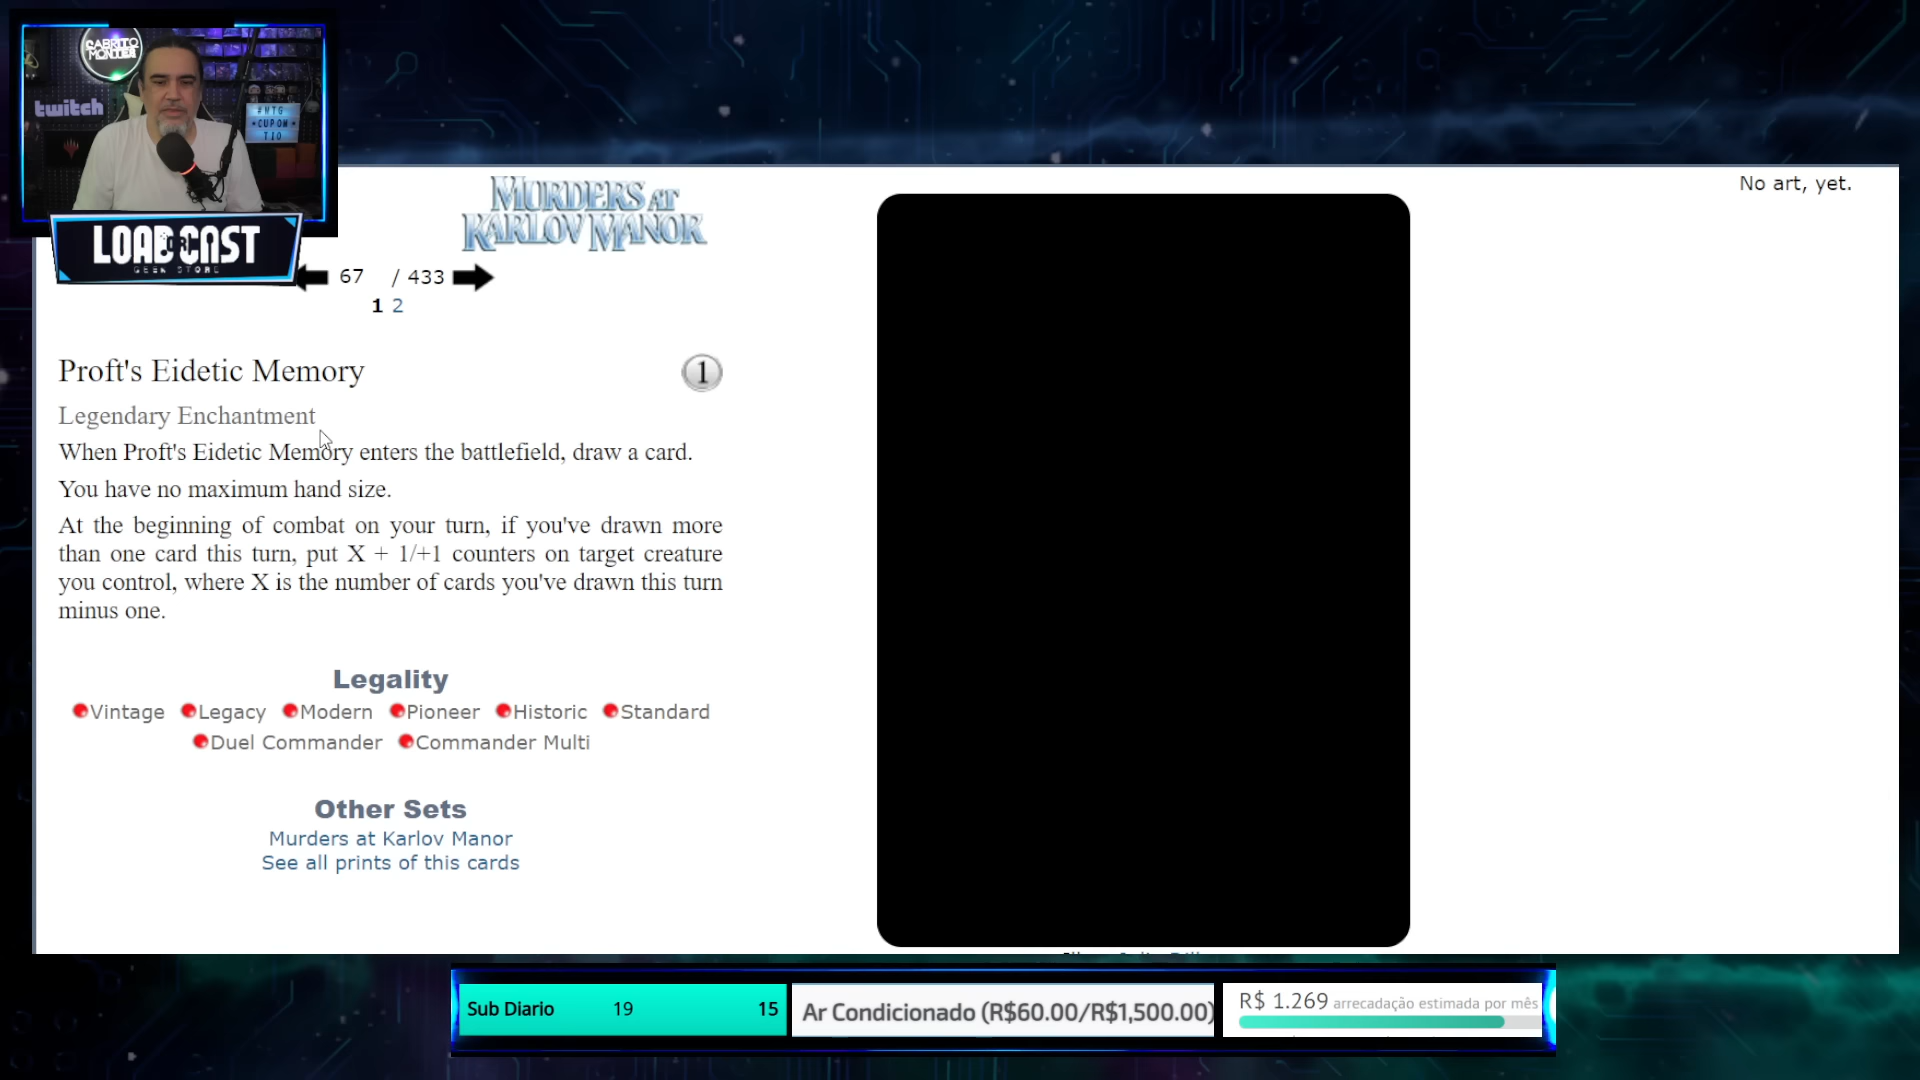 CABRITO
MONTES
twitch
#MTG
•CUPOM•
TIO
LOAD OR CAST
GEEK STORE
MURDERS AT
KARLOV MANOR
No art, yet.
67 / 433
1 2
Proft's Eidetic Memory 1
Legendary Enchantment
When Proft's Eidetic Memory enters the battlefield, draw a card.
You have no maximum hand size.
At the beginning of combat on your turn, if you've drawn more
than one card this turn, put X + 1/+1 counters on target creature
you control, where X is the number of cards you've drawn this turn
minus one.
Legality
Vintage Legacy Modern Pioneer Historic Standard
Duel Commander Commander Multi
Other Sets
Murders at Karlov Manor
See all prints of this cards
Sub Diario 19 15
Ar Condicionado (R$60.00/R$1,500.00)
R$ 1.269 arrecadação estimada por mês